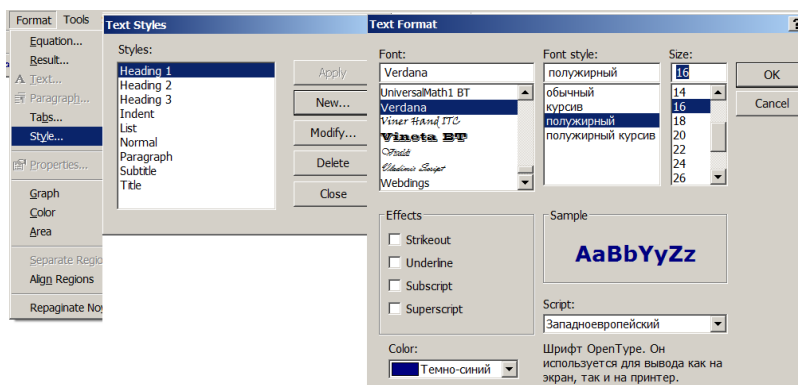 Format Tools
Equation...
Result...
A Text...
Paragraph...
Tabs...
Style...
Properties...
Graph
Color
Area
Separate Regio
Align Regions
Repaginate No
Text Styles
Styles:
Heading 1
Heading 2
Heading 3
Indent
List
Normal
Paragraph
Subtitle
Title
Apply
New...
Modify...
Delete
Close
Text Format
?
Font:
Verdana
UniversalMath1 BT
Verdana
Viner Hand ITC
Vineta BT
Vivaldi
Vladimir Script
Webdings
Font style:
полужирный
обычный
курсив
полужирный
полужирный курсив
Size:
16
14
16
18
20
22
24
26
OK
Cancel
Effects
Strikeout
Underline
Subscript
Superscript
Sample
AaBbYyZz
Script:
Западноевропейский
Color:
Темно-синий
Шрифт OpenType. Он
используется для вывода как на
экран, так и на принтер.